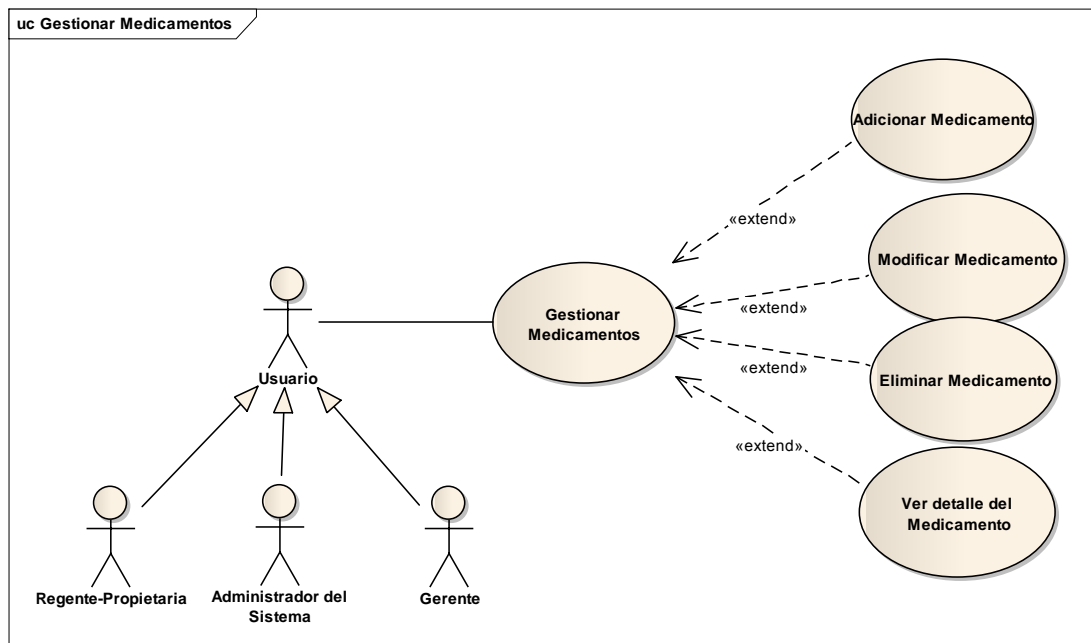 uc Gestionar Medicamentos
Adicionar Medicamento
«extend»
Modificar Medicamento
«extend»
Gestionar
Medicamentos
Eliminar Medicamento
«extend»
Usuario
«extend»
Ver detalle del
Medicamento
Regente-Propietaria
Administrador del
Sistema
Gerente